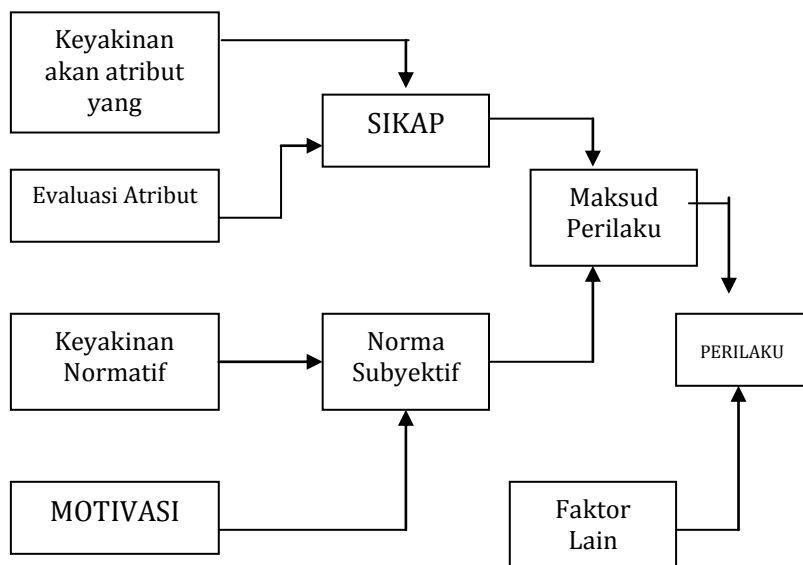 Keyakinan
akan atribut
yang
SIKAP
Evaluasi Atribut
Maksud
Perilaku
Keyakinan
Normatif
Norma
Subyektif
PERILAKU
MOTIVASI
Faktor
Lain